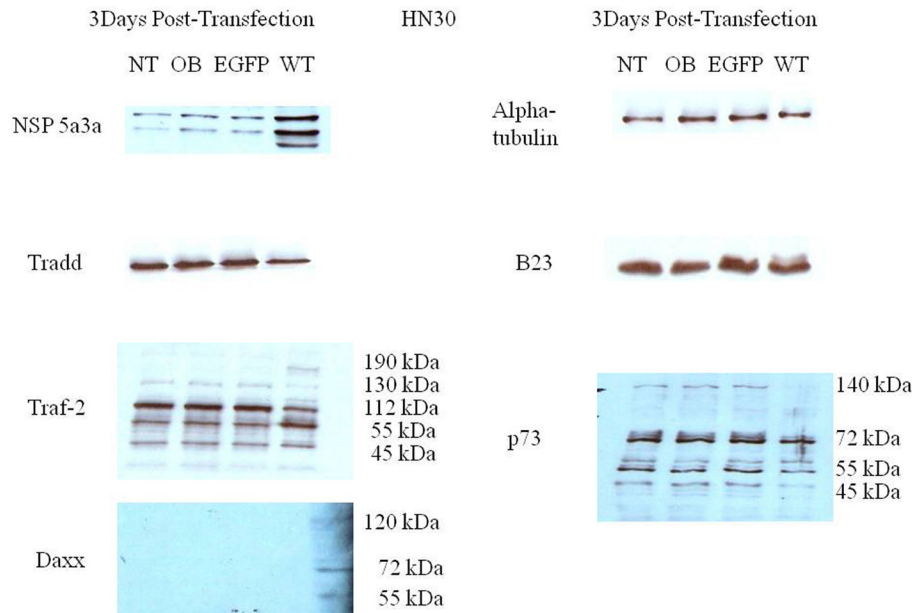 3Days Post-Transfection
HN30
3Days Post-Transfection
NT OB EGFP WT
NT OB EGFP WT
NSP 5a3a
Alpha-
tubulin
Tradd
B23
Traf-2
190 kDa
130 kDa
112 kDa
55 kDa
45 kDa
p73
140 kDa
72 kDa
55 kDa
45 kDa
Daxx
120 kDa
72 kDa
55 kDa